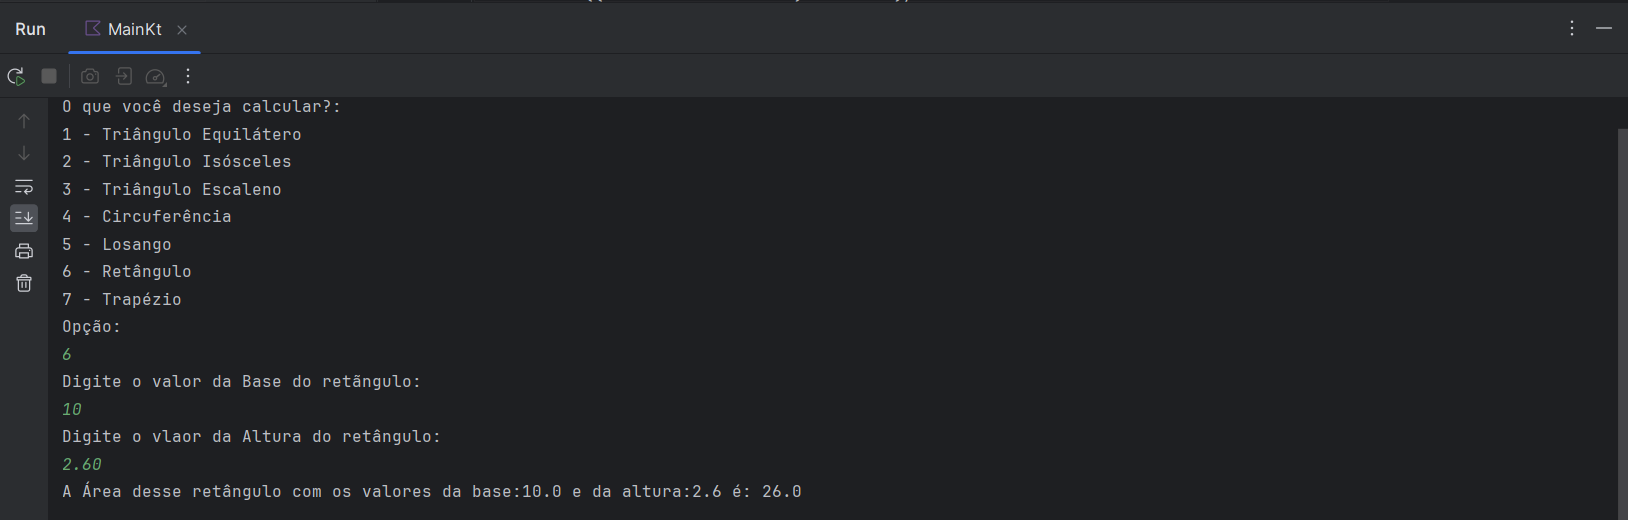 Run MainKt
O que você deseja calcular?:
1 - Triângulo Equilátero
2 - Triângulo Isósceles
3 - Triângulo Escaleno
4 - Circuferência
5 - Losango
6 - Retângulo
7 - Trapézio
Opção:
6
Digite o valor da Base do retãngulo:
10
Digite o vlaor da Altura do retângulo:
2.60
A Área desse retângulo com os valores da base:10.0 e da altura:2.6 é: 26.0